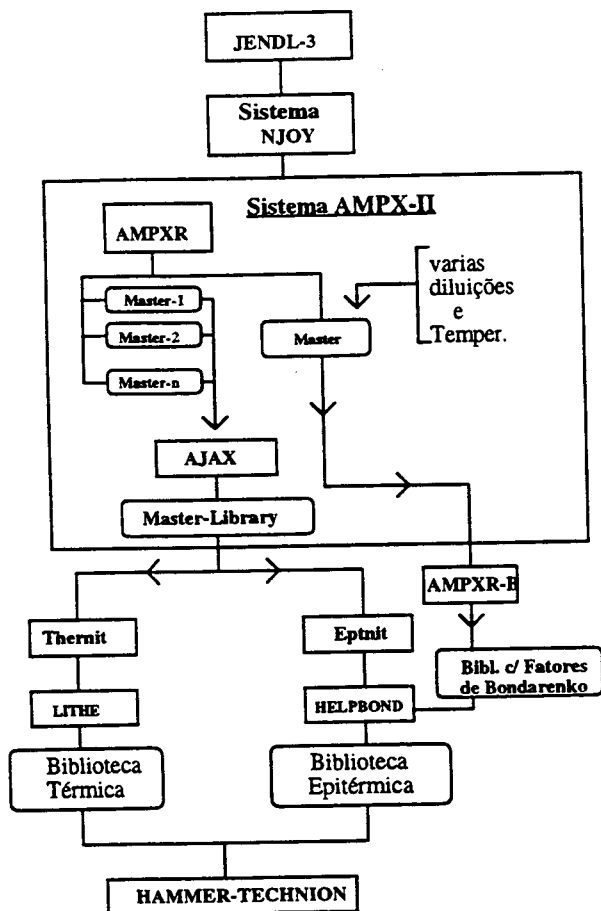 JENDL-3
Sistema
NJOY
Sistema AMPX-II
AMPXR
varias
diluições
e
Temper.
Master-1
Master-2
Master-n
Master
AJAX
Master-Library
AMPXR-B
Thernit
Eptnit
Bibl. c/ Fatores
de Bondarenko
LITHE
HELPBOND
Biblioteca
Térmica
Biblioteca
Epitérmica
HAMMER-TECHNION